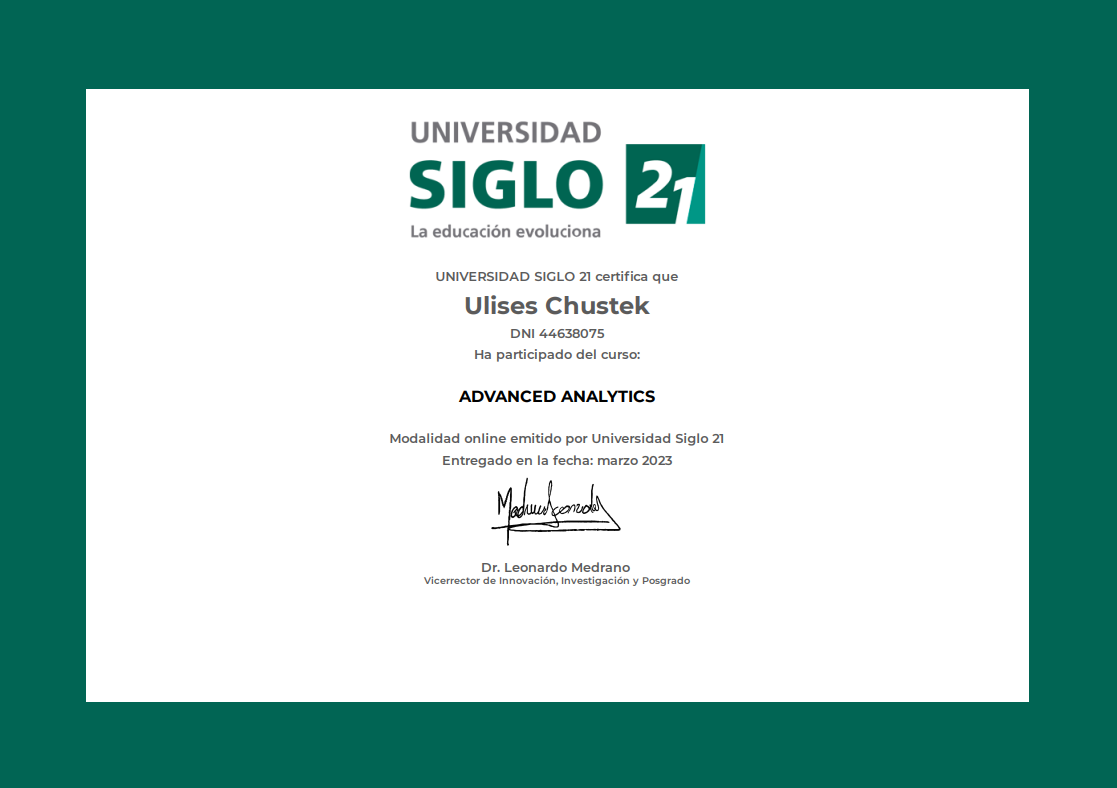 UNIVERSIDAD
SIGLO 21
La educación evoluciona
UNIVERSIDAD SIGLO 21 certifica que
Ulises Chustek
DNI 44638075
Ha participado del curso:
ADVANCED ANALYTICS
Modalidad online emitido por Universidad Siglo 21
Entregado en la fecha: marzo 2023
Dr. Leonardo Medrano
Vicerrector de Innovación, Investigación y Posgrado